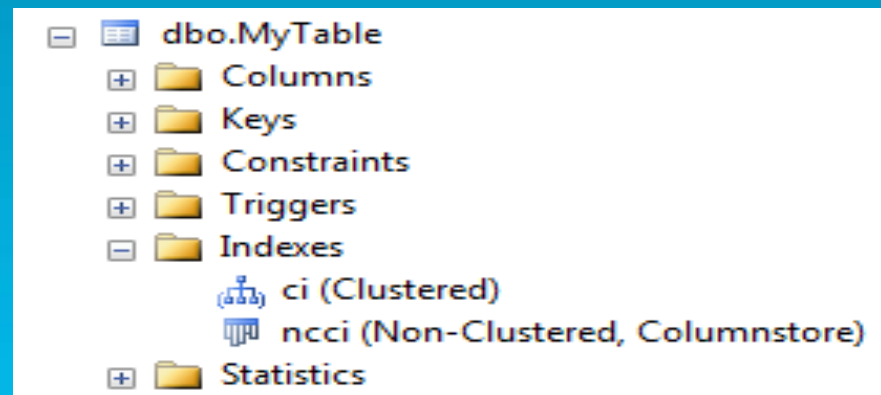 dbo.MyTable
Columns
Keys
Constraints
Triggers
Indexes
ci (Clustered)
ncci (Non-Clustered, Columnstore)
Statistics